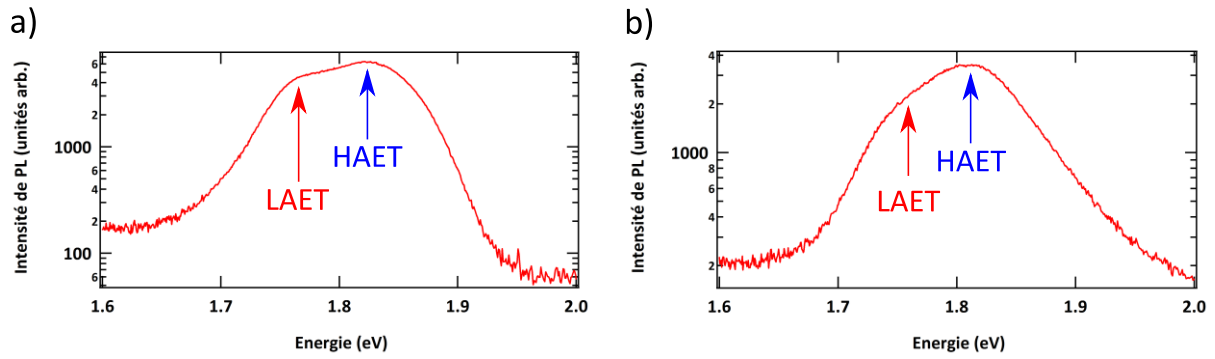 a)
Intensité de PL (unités arb.)
6
4
2
1000
6
4
2
100
6
LAET
HAET
1.6
1.7
1.8
1.9
2.0
Energie (eV)
b)
Intensité de PL (unités arb.)
4
2
1000
8
6
4
2
LAET
HAET
1.6
1.7
1.8
1.9
2.0
Energie (eV)